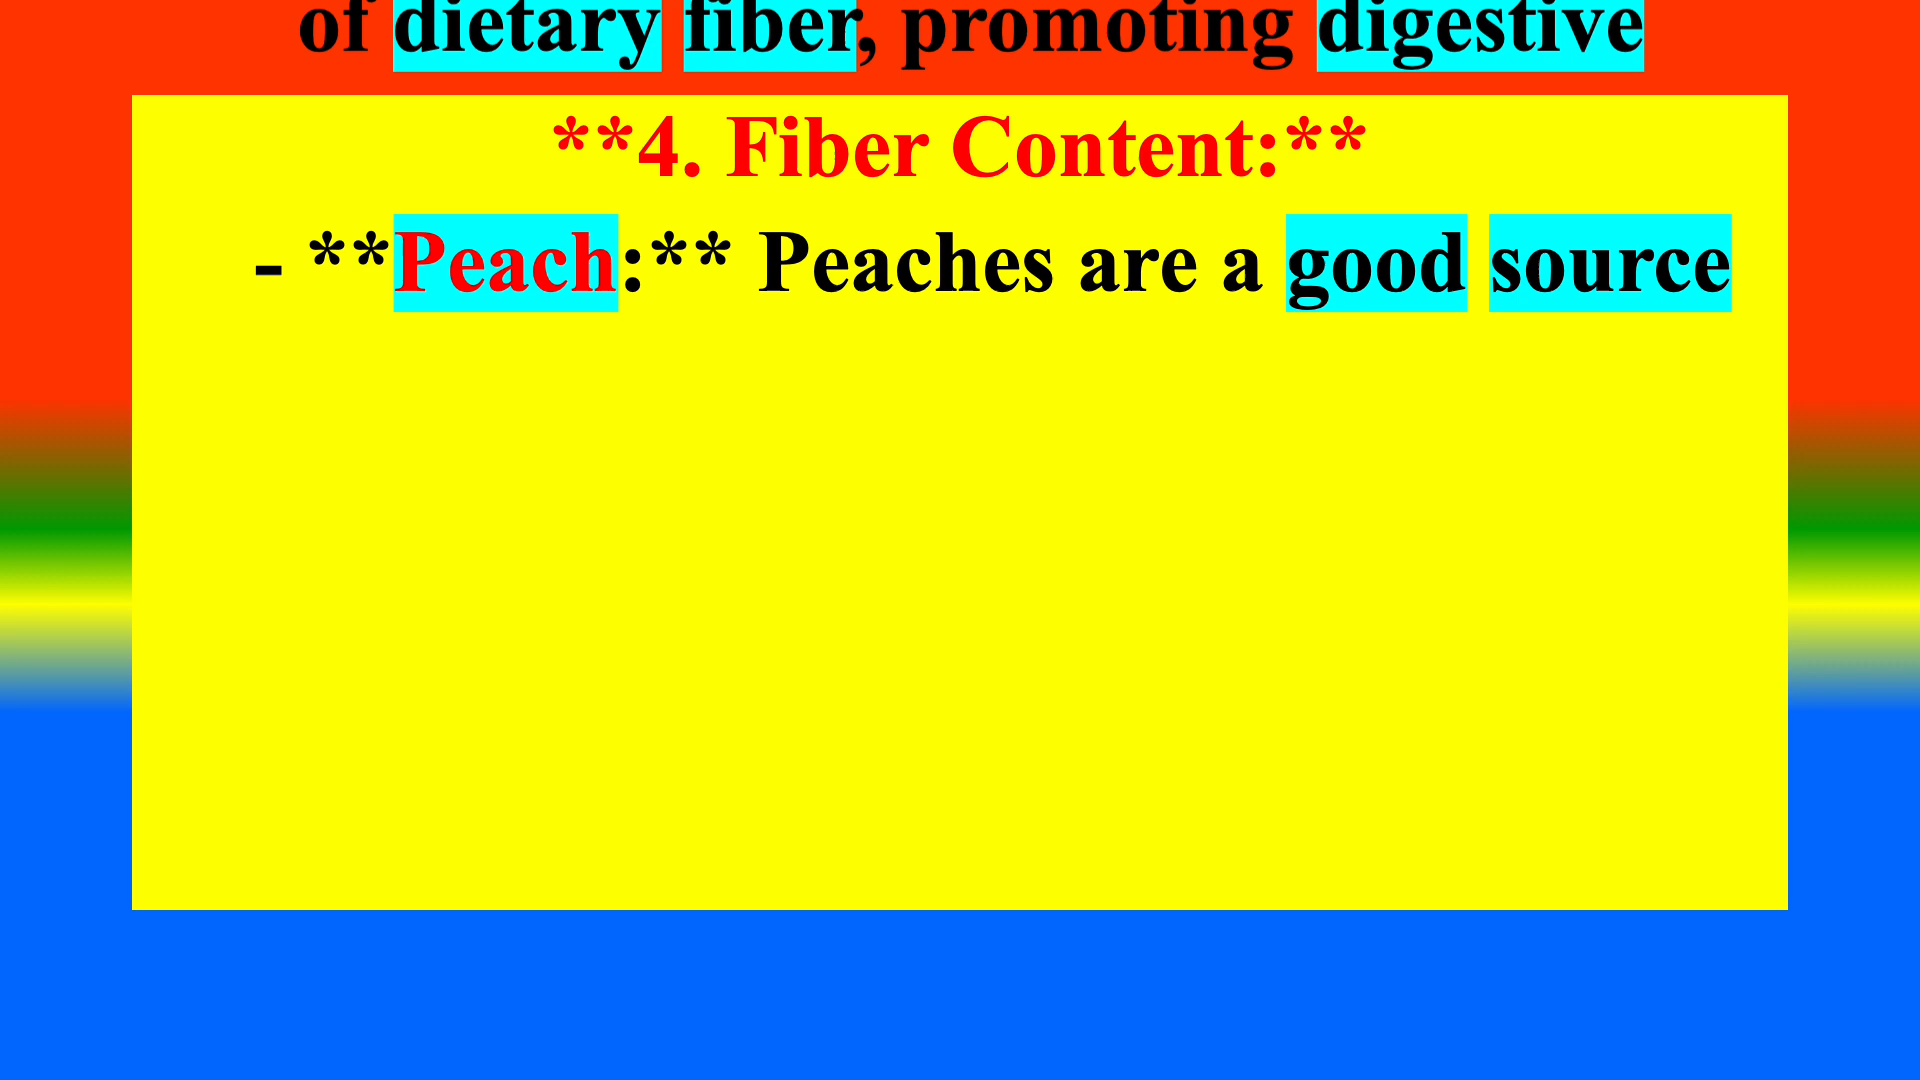 of dietary fiber, promoting digestive
**4. Fiber Content:**
- **Peach:** Peaches are a good source